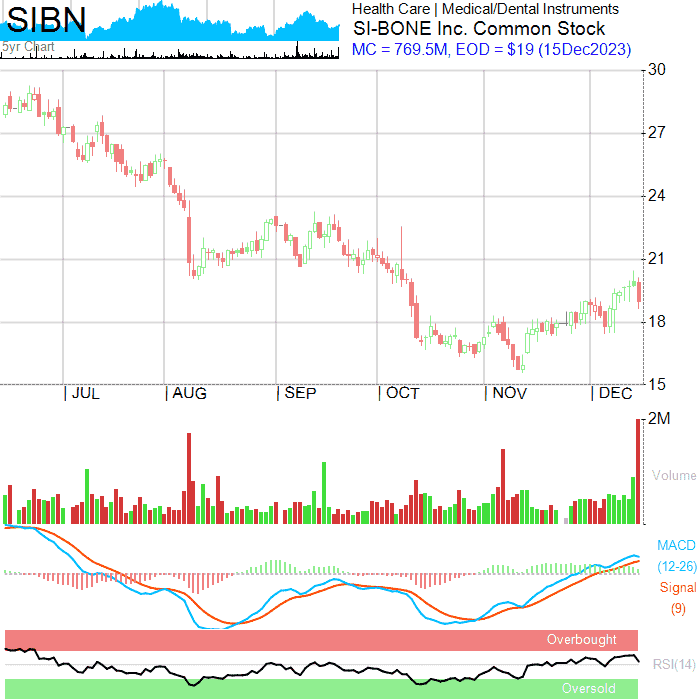 SIBN
5yr Chart
Health Care | Medical/Dental Instruments
SI-BONE Inc. Common Stock
MC = 769.5M, EOD = $19 (15Dec2023)
30
27
24
21
18
15
| JUL | AUG | SEP | OCT | NOV | DEC
2M
Volume
MACD
(12-26)
Signal
(9)
Overbought
RSI(14)
Oversold